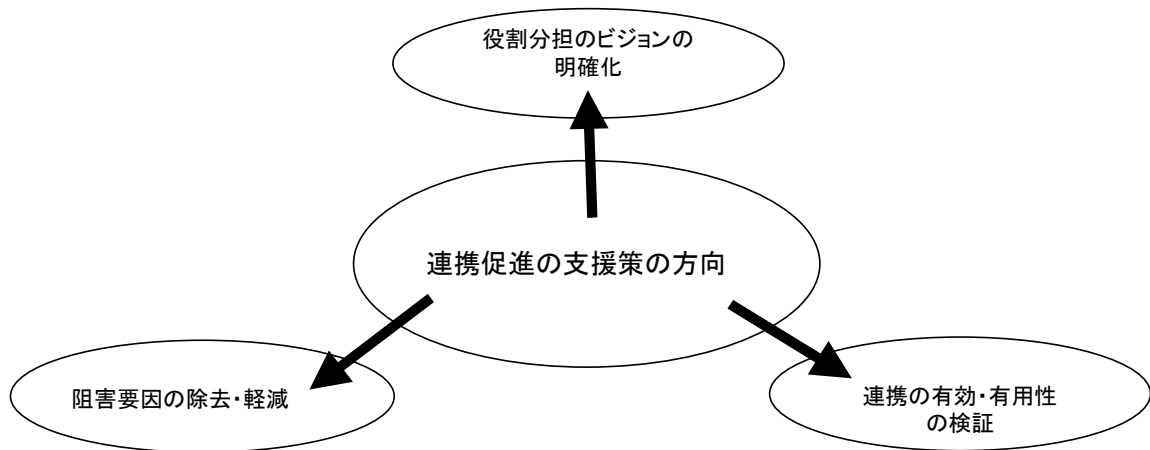 役割分担のビジョンの
明確化
連携促進の支援策の方向
阻害要因の除去・軽減
連携の有効・有用性
の検証